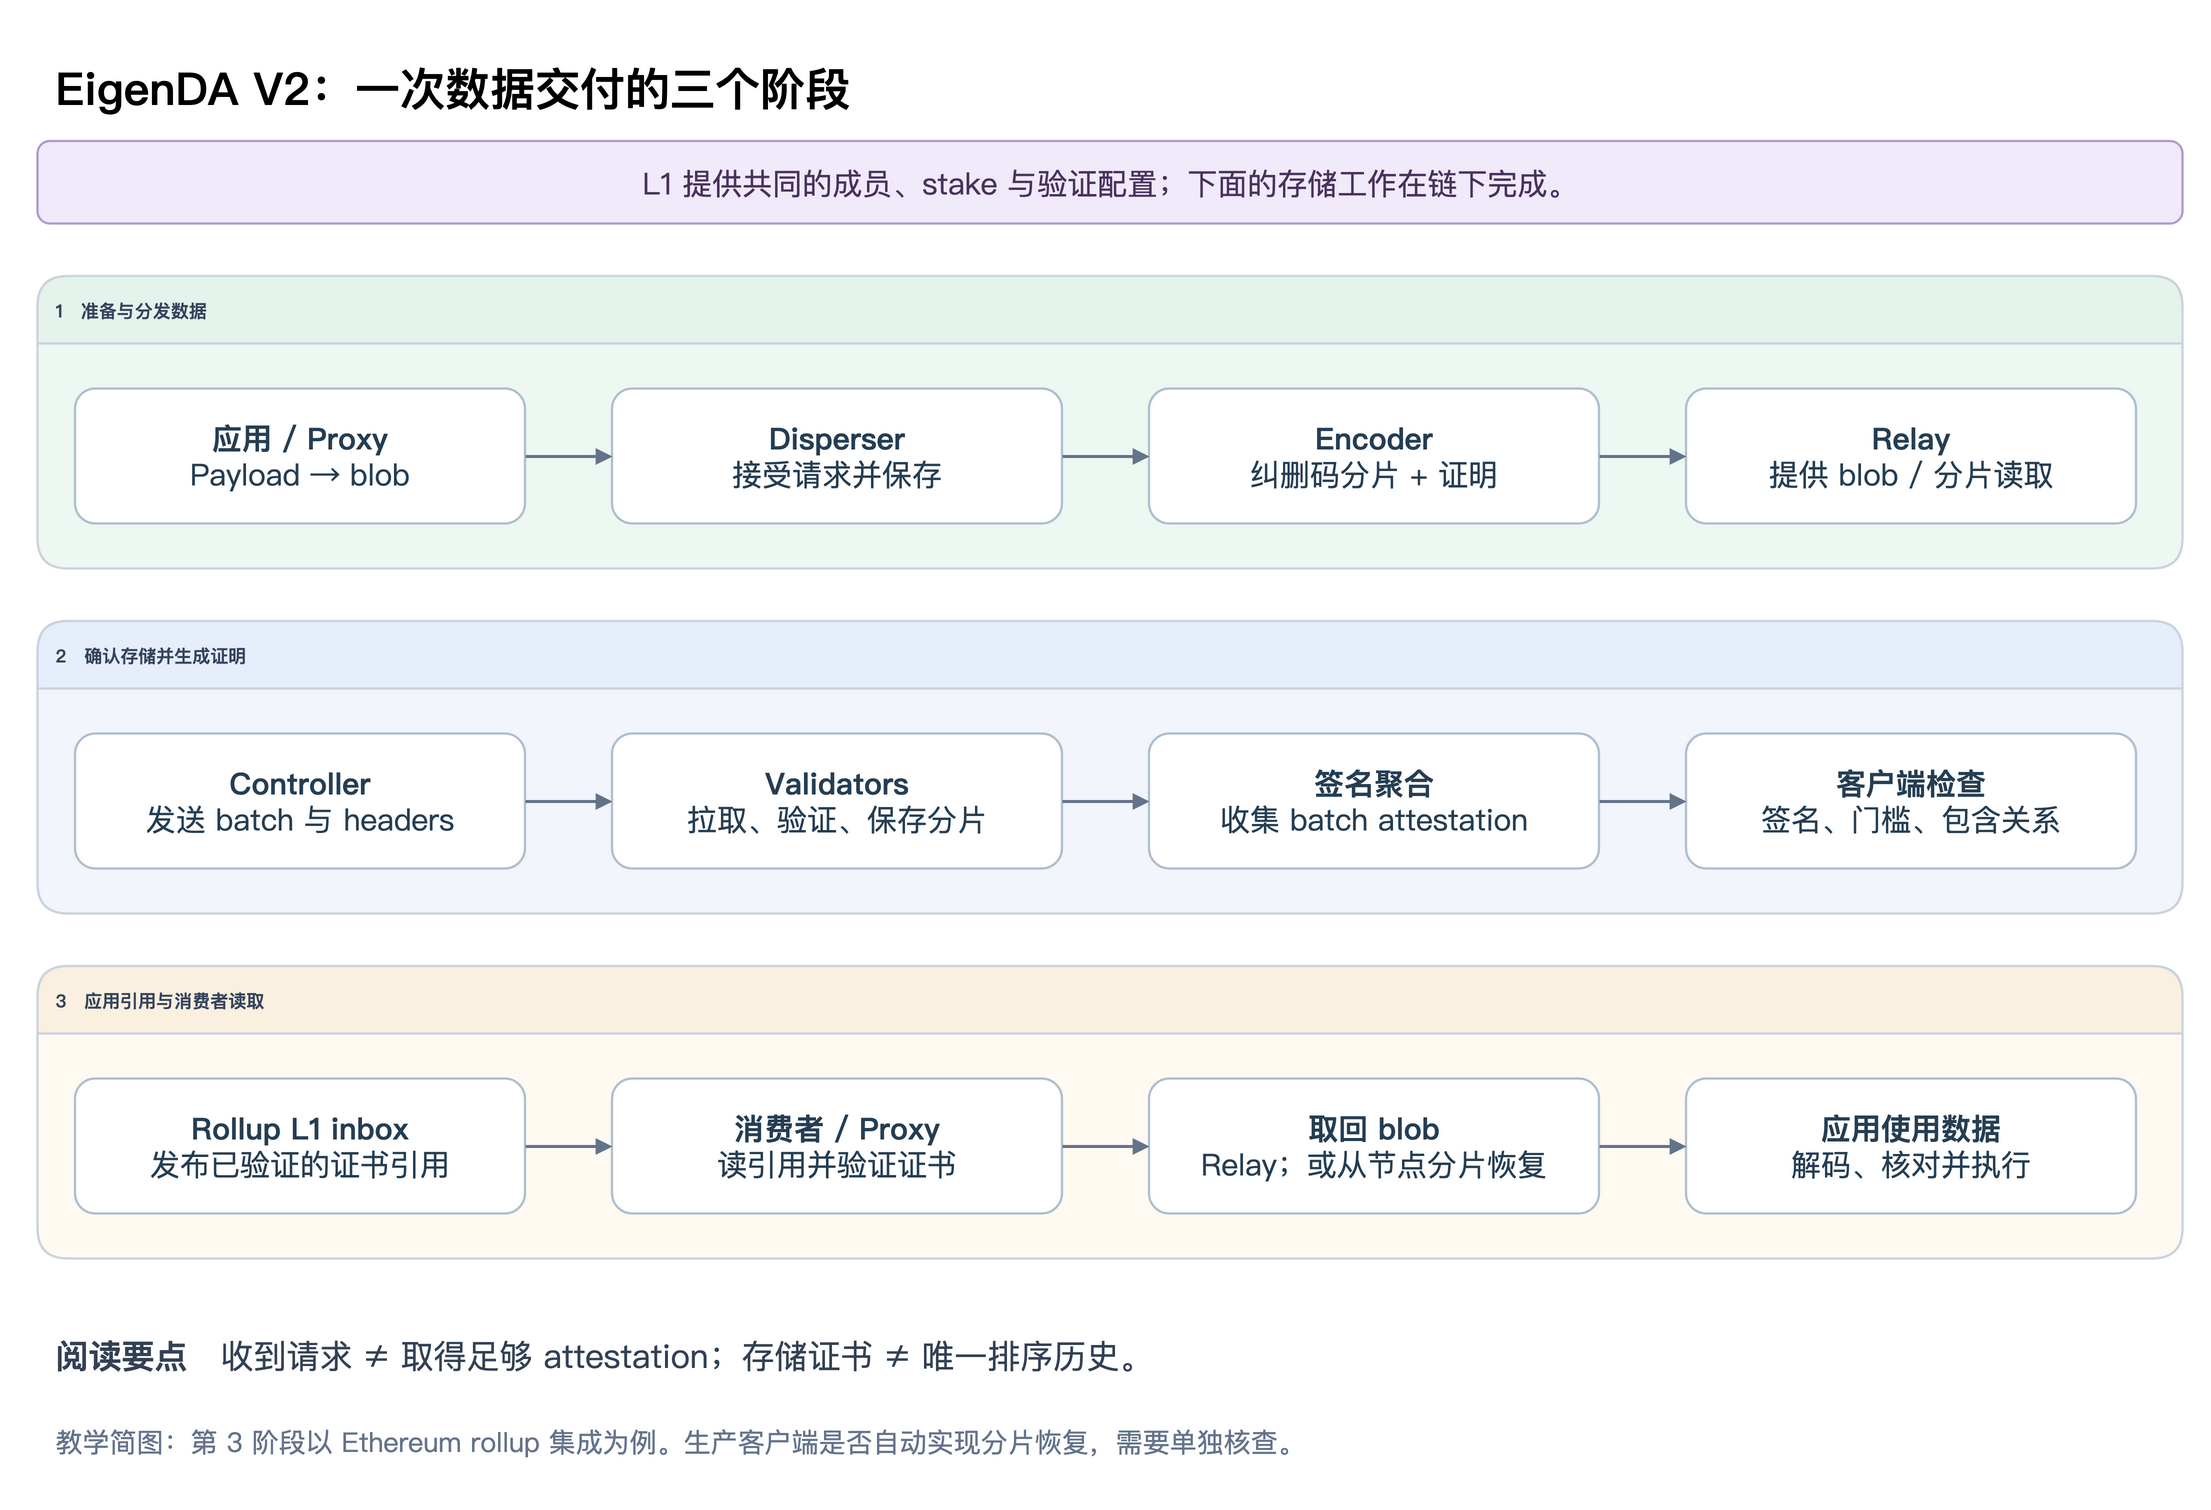 EigenDA V2：一次数据交付的三个阶段
L1 提供共同的成员、stake 与验证配置；下面的存储工作在链下完成。
1 准备与分发数据
应用 / Proxy
Payload → blob
Disperser
接受请求并保存
Encoder
纠删码分片 + 证明
Relay
提供 blob / 分片读取
2 确认存储并生成证明
Controller
发送 batch 与 headers
Validators
拉取、验证、保存分片
签名聚合
收集 batch attestation
客户端检查
签名、门槛、包含关系
3 应用引用与消费者读取
Rollup L1 inbox
发布已验证的证书引用
消费者 / Proxy
读引用并验证证书
取回 blob
Relay；或从节点分片恢复
应用使用数据
解码、核对并执行
阅读要点 收到请求 ≠ 取得足够 attestation；存储证书 ≠ 唯一排序历史。
教学简图：第 3 阶段以 Ethereum rollup 集成为例。生产客户端是否自动实现分片恢复，需要单独核查。